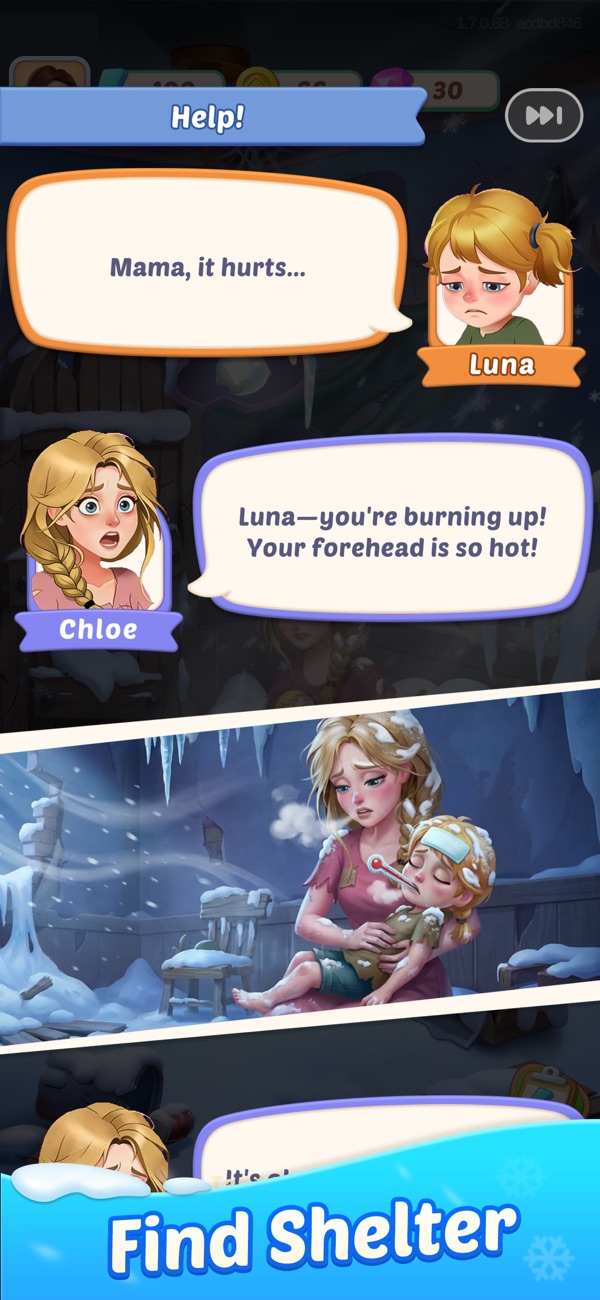 30
Help!
Mama, it hurts...
Luna
Luna—you're burning up!
Your forehead is so hot!
Chloe
Find Shelter